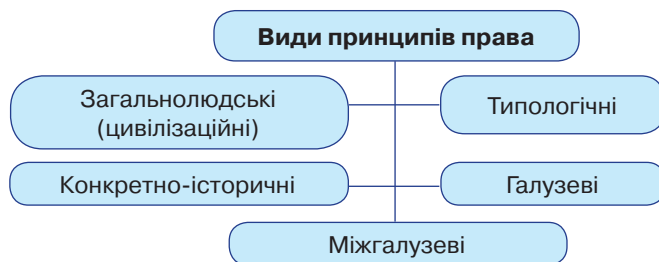 Види принципів права
Загальнолюдські
(цивілізаційні)
Типологічні
Конкретно-історичні
Галузеві
Міжгалузеві